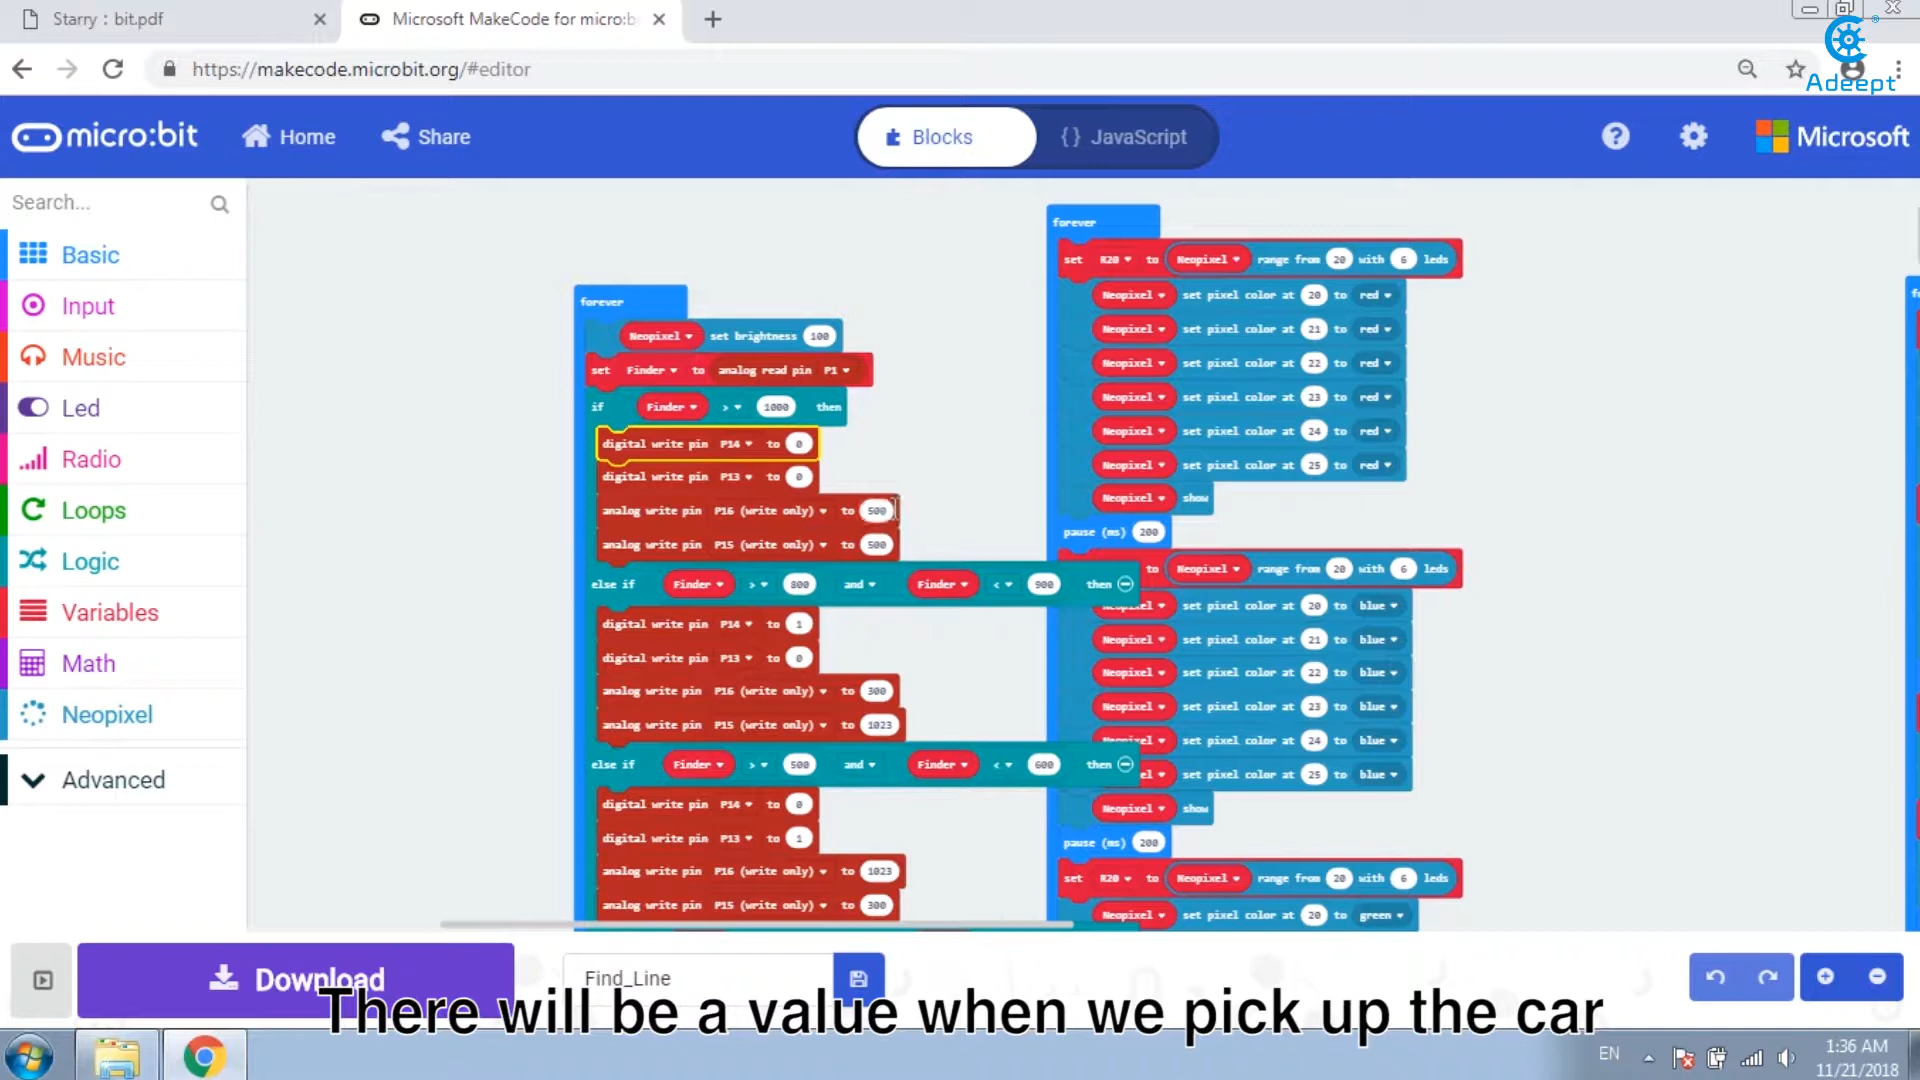 Starry : bit.pdf
Microsoft MakeCode for micro:b
https://makecode.microbit.org/#editor
Adeept
micro:bit
Home
Share
Blocks
{ } JavaScript
Microsoft
Search...
Basic
Input
Music
Led
Radio
Loops
Logic
Variables
Math
Neopixel
Advanced
forever
Neopixel set brightness 100
set Finder to analog read pin P1
if Finder > 1000 then
digital write pin P14 to 0
digital write pin P13 to 0
analog write pin P16 (write only) to 500
analog write pin P15 (write only) to 500
else if Finder > 800 and Finder < 900 then
digital write pin P14 to 1
digital write pin P13 to 0
analog write pin P16 (write only) to 300
analog write pin P15 (write only) to 1023
else if Finder > 500 and Finder < 600 then
digital write pin P14 to 0
digital write pin P13 to 1
analog write pin P16 (write only) to 1023
analog write pin P15 (write only) to 300
forever
set R20 to Neopixel range from 20 with 6 leds
Neopixel set pixel color at 20 to red
Neopixel set pixel color at 21 to red
Neopixel set pixel color at 22 to red
Neopixel set pixel color at 23 to red
Neopixel set pixel color at 24 to red
Neopixel set pixel color at 25 to red
Neopixel show
pause (ms) 200
to Neopixel range from 20 with 6 leds
Neopixel set pixel color at 20 to blue
Neopixel set pixel color at 21 to blue
Neopixel set pixel color at 22 to blue
Neopixel set pixel color at 23 to blue
Neopixel set pixel color at 24 to blue
el set pixel color at 25 to blue
Neopixel show
pause (ms) 200
set R20 to Neopixel range from 20 with 6 leds
Neopixel set pixel color at 20 to green
Download
Find_Line
There will be a value when we pick up the car
EN
1:36 AM
11/21/2018